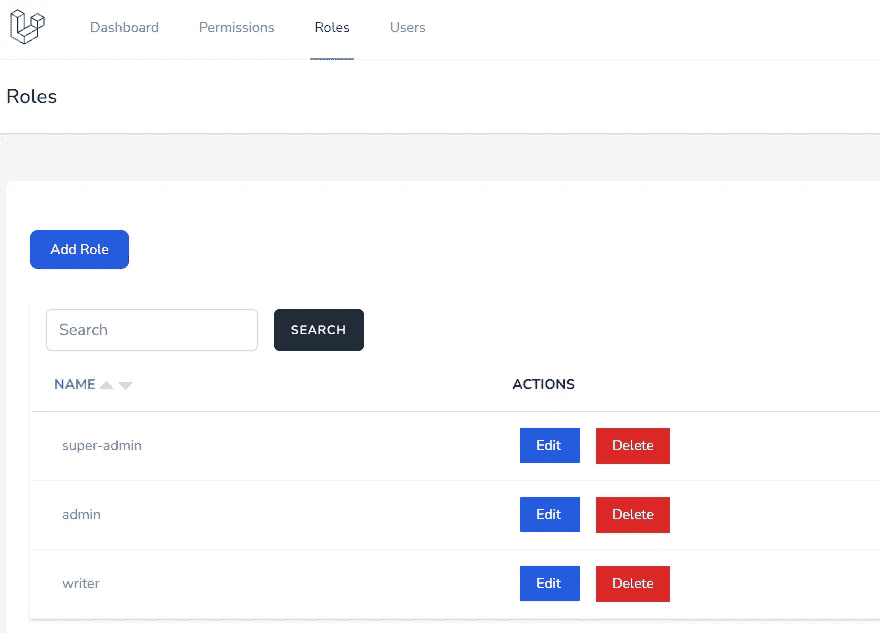 Dashboard Permissions Roles Users
Roles
Add Role
Search SEARCH
NAME ACTIONS
super-admin Edit Delete
admin Edit Delete
writer Edit Delete